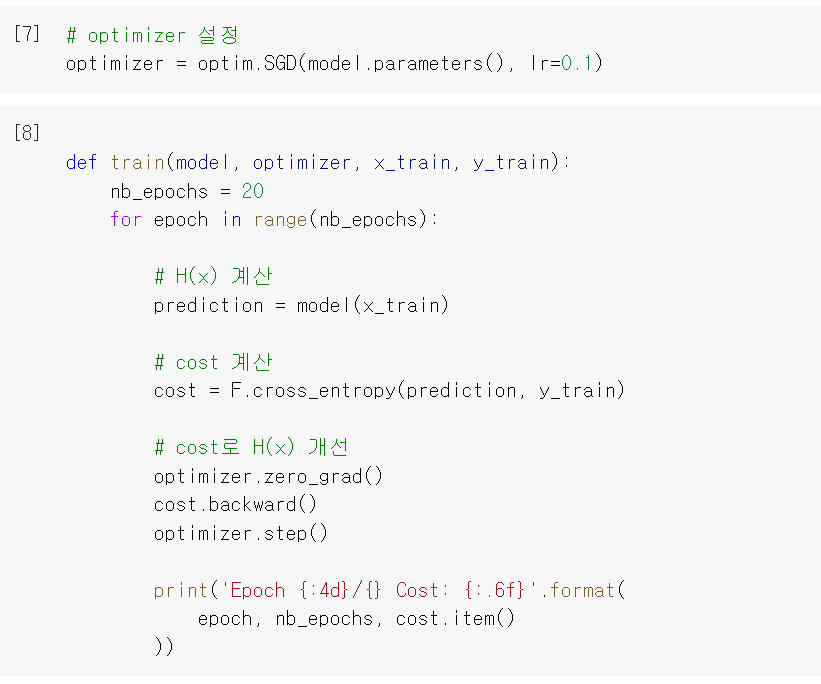 [7] # optimizer 설정
optimizer = optim.SGD(model.parameters(), lr=0.1)
[8]
def train(model, optimizer, x_train, y_train):
    nb_epochs = 20
    for epoch in range(nb_epochs):
        # H(x) 계산
        prediction = model(x_train)
        # cost 계산
        cost = F.cross_entropy(prediction, y_train)
        # cost로 H(x) 개선
        optimizer.zero_grad()
        cost.backward()
        optimizer.step()
        print('Epoch {:4d}/{} Cost: {:.6f}'.format(
            epoch, nb_epochs, cost.item()
        ))